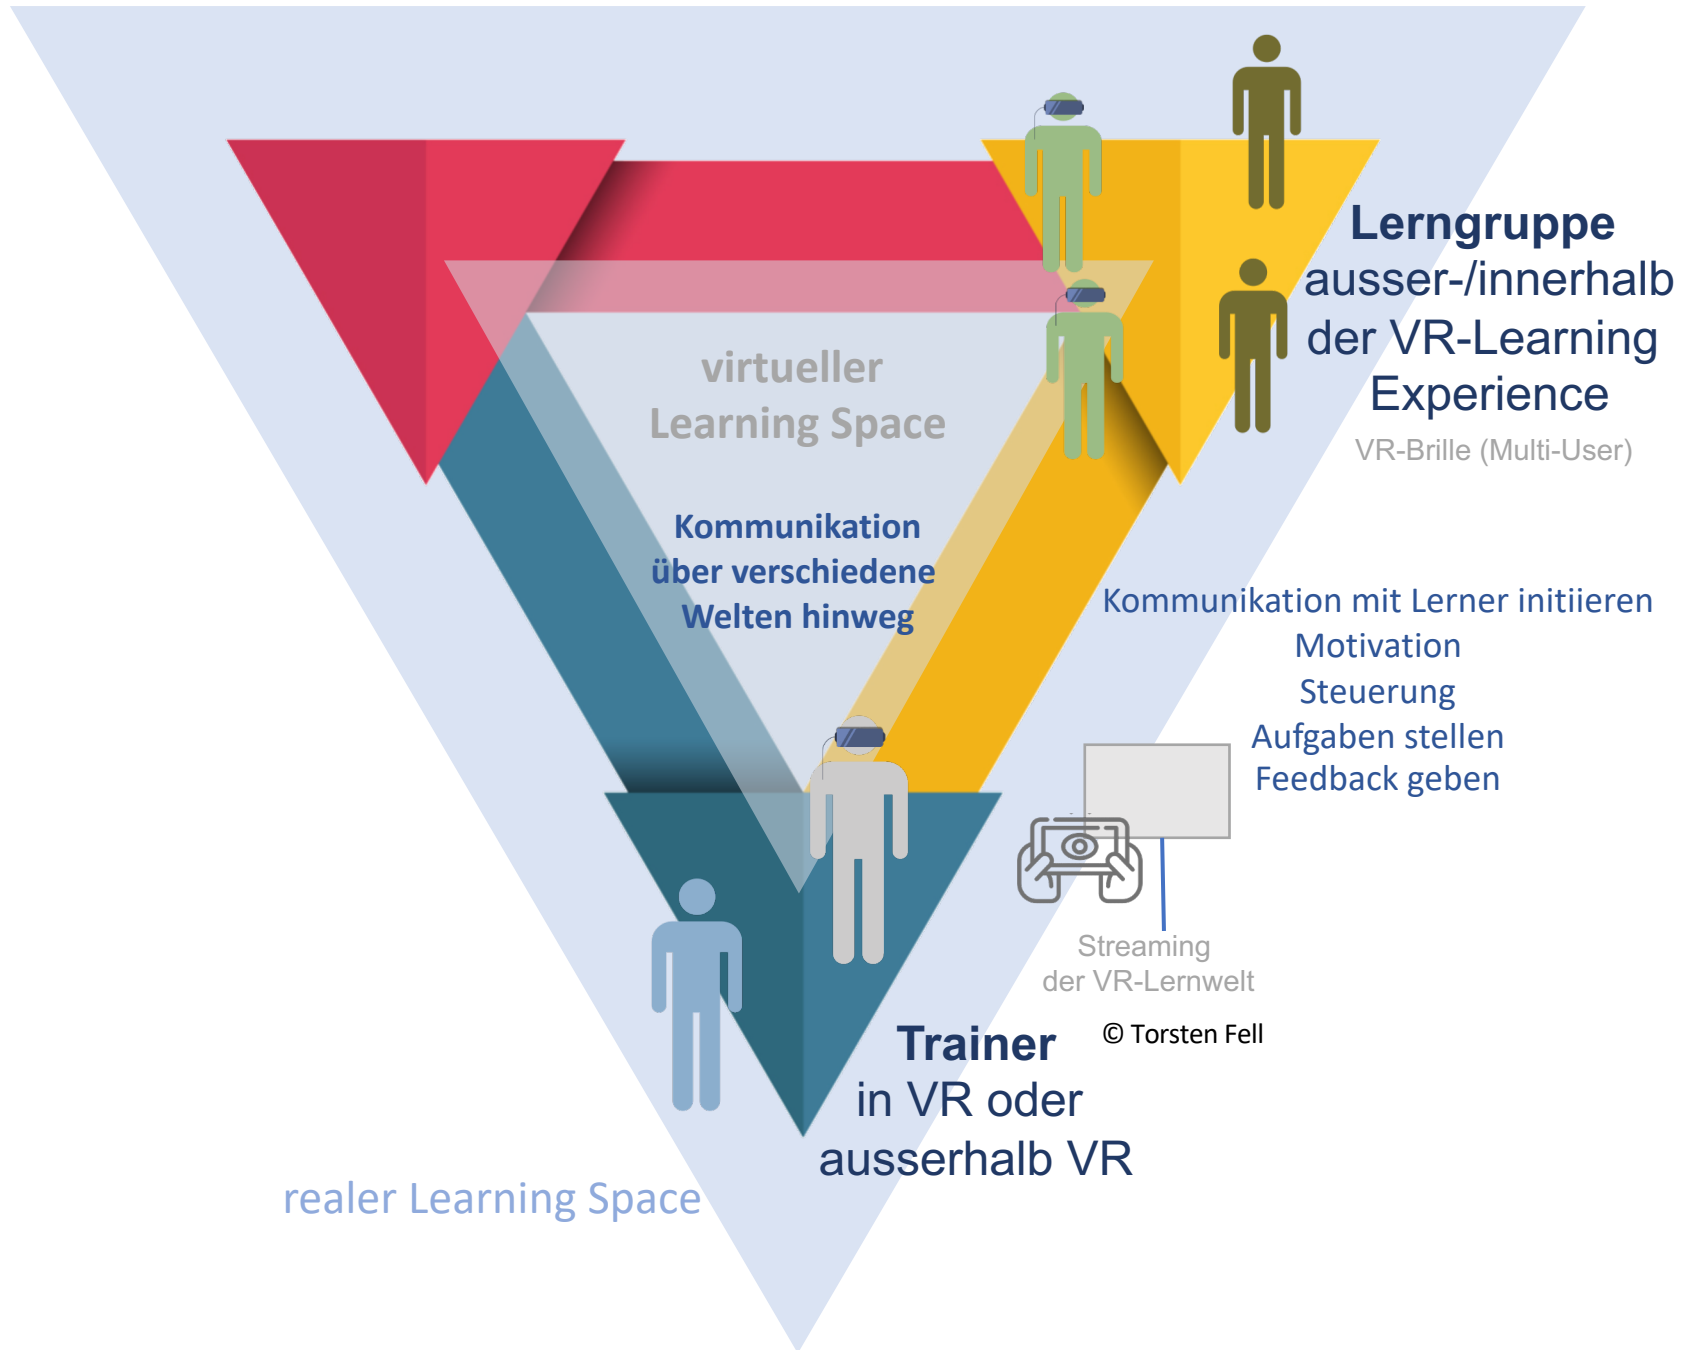 Lerngruppe
ausser-/innerhalb
der VR-Learning
Experience
VR-Brille (Multi-User)
virtueller
Learning Space
Kommunikation
über verschiedene
Welten hinweg
Kommunikation mit Lerner initiieren
Motivation
Steuerung
Aufgaben stellen
Feedback geben
Streaming
der VR-Lernwelt
© Torsten Fell
Trainer
in VR oder
ausserhalb VR
realer Learning Space